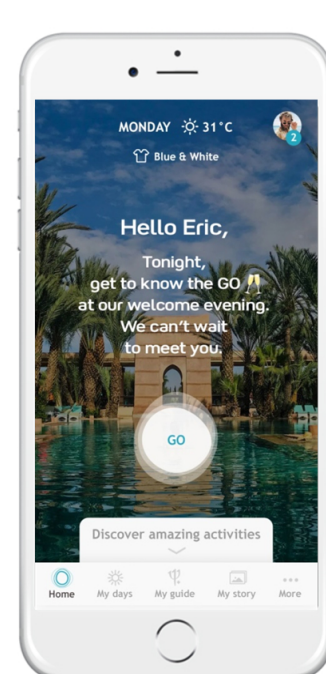 MONDAY 31°C
2
Blue & White
Hello Eric,
Tonight,
get to know the GO 🥂
at our welcome evening.
We can't wait
to meet you.
GO
Discover amazing activities
Home My days My guide My story More